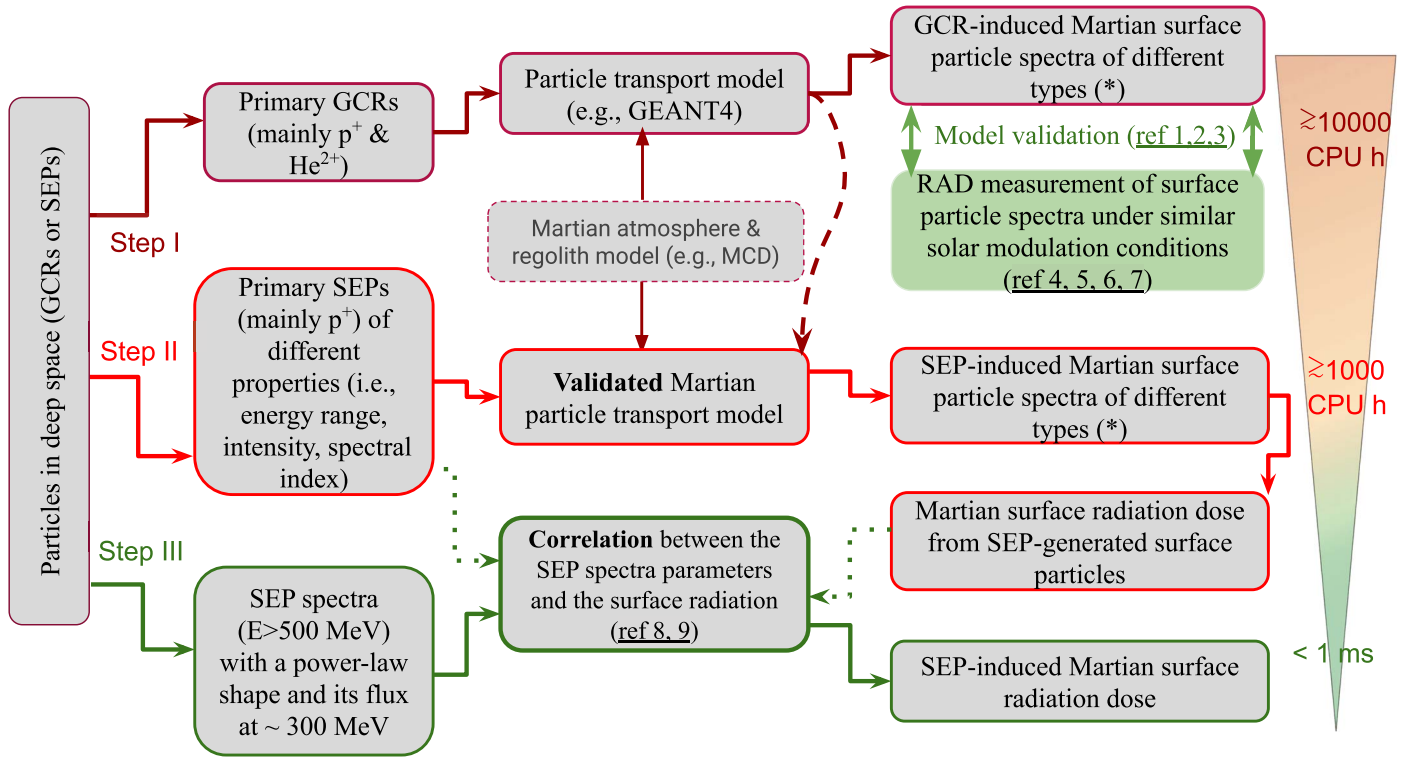 Particles in deep space (GCRs or SEPs)
Step I
Primary GCRs
(mainly p⁺ &
He²⁺)
Particle transport model
(e.g., GEANT4)
GCR-induced Martian surface
particle spectra of different
types (*)
Model validation (ref 1,2,3)
RAD measurement of surface
particle spectra under similar
solar modulation conditions
(ref 4, 5, 6, 7)
≳10000
CPU h
Martian atmosphere &
regolith model (e.g., MCD)
Step II
Primary SEPs
(mainly p⁺) of
different
properties (i.e.,
energy range,
intensity, spectral
index)
Validated Martian
particle transport model
SEP-induced Martian surface
particle spectra of different
types (*)
≳1000
CPU h
Martian surface radiation dose
from SEP-generated surface
particles
Step III
SEP spectra
(E>500 MeV)
with a power-law
shape and its flux
at ~ 300 MeV
Correlation between the
SEP spectra parameters
and the surface radiation
(ref 8, 9)
SEP-induced Martian surface
radiation dose
< 1 ms